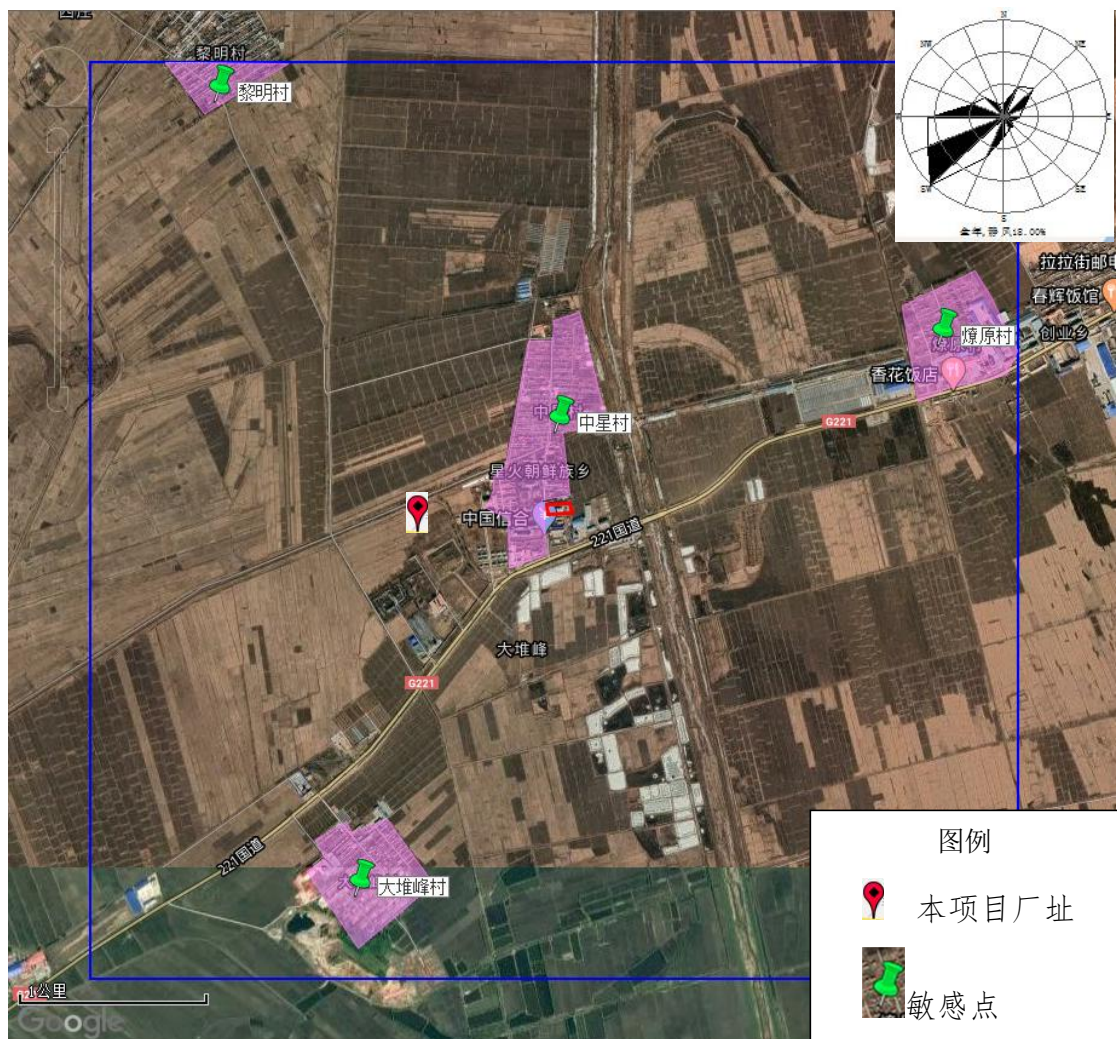 黎明村
黎明村
N
NW
NE
W
E
SW
SE
S
全年,静风18.00%
拉拉街邮电
春辉饭馆
创业乡
燎原村
香花饭店
G221
中星村
星火朝鲜族乡
中国信合
221国道
大堆峰
G221
221国道
大堆峰村
1公里
Google
图例
本项目厂址
敏感点